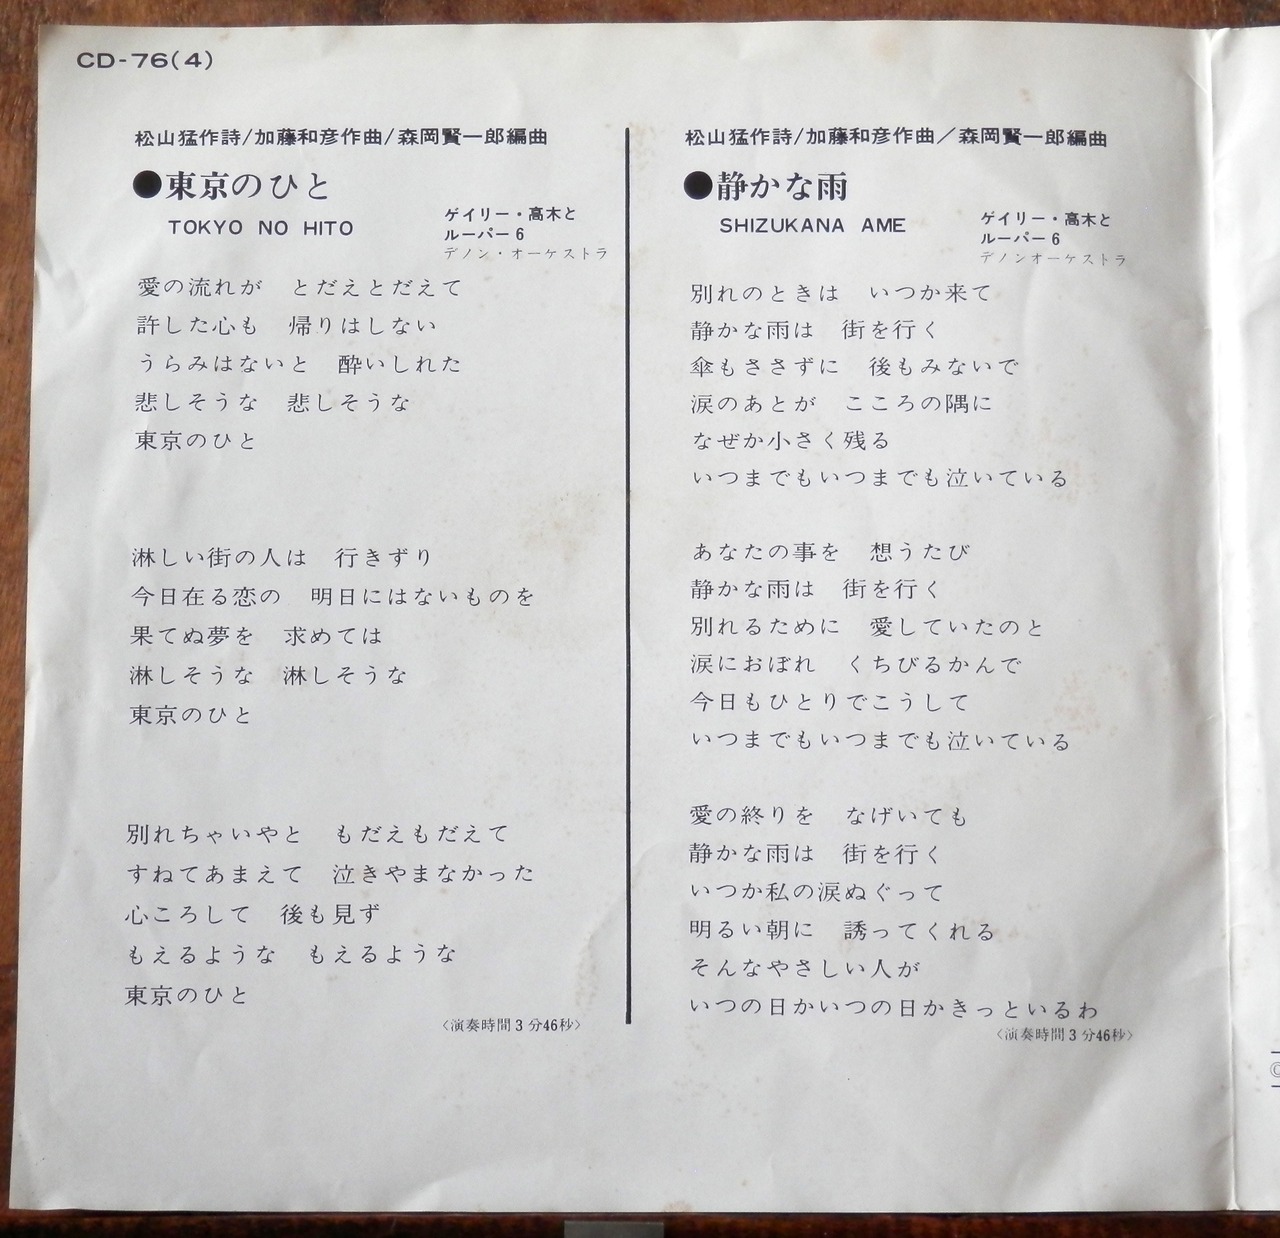 CD-76(4)
松山猛作詩/加藤和彦作曲/森岡賢一郎編曲
●東京のひと
TOKYO NO HITO
ゲイリー・高木と
ルーパー6
デノン・オーケストラ
愛の流れが　とだえとだえて
許した心も　帰りはしない
うらみはないと　酔いしれた
悲しそうな　悲しそうな
東京のひと
淋しい街の人は　行きずり
今日在る恋の　明日にはないものを
果てぬ夢を　求めては
淋しそうな　淋しそうな
東京のひと
別れちゃいやと　もだえもだえて
すねてあまえて　泣きやまなかった
心ころして　後も見ず
もえるような　もえるような
東京のひと
〈演奏時間3分46秒〉
松山猛作詩/加藤和彦作曲／森岡賢一郎編曲
●静かな雨
SHIZUKANA AME
ゲイリー・高木と
ルーパー6
デノンオーケストラ
別れのときは　いつか来て
静かな雨は　街を行く
傘もささずに　後もみないで
涙のあとが　こころの隅に
なぜか小さく残る
いつまでもいつまでも泣いている
あなたの事を　想うたび
静かな雨は　街を行く
別れるために　愛していたのと
涙におぼれ　くちびるかんで
今日もひとりでこうして
いつまでもいつまでも泣いている
愛の終りを　なげいても
静かな雨は　街を行く
いつか私の涙ぬぐって
明るい朝に　誘ってくれる
そんなやさしい人が
いつの日かいつの日かきっといるわ
〈演奏時間3分46秒〉